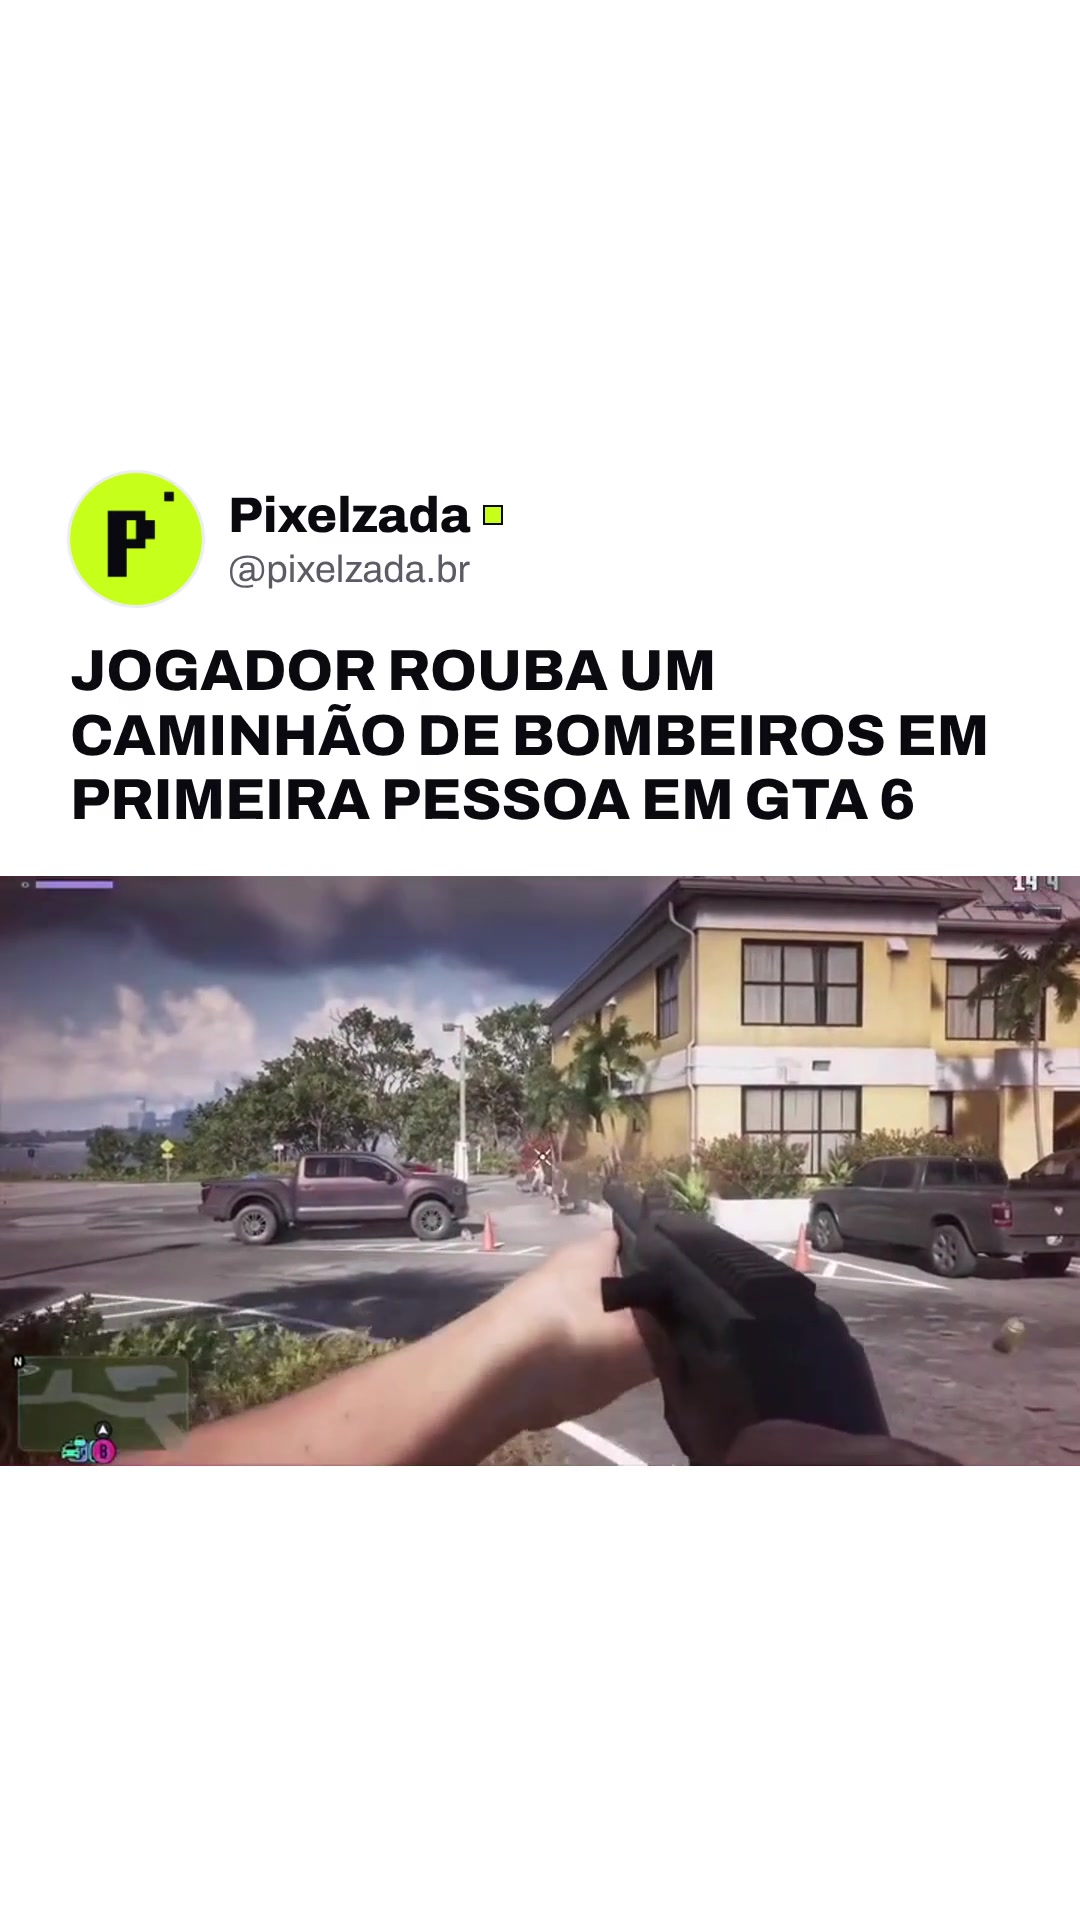 P
Pixelzada
@pixelzada.br
JOGADOR ROUBA UM
CAMINHÃO DE BOMBEIROS EM
PRIMEIRA PESSOA EM GTA 6
N
B